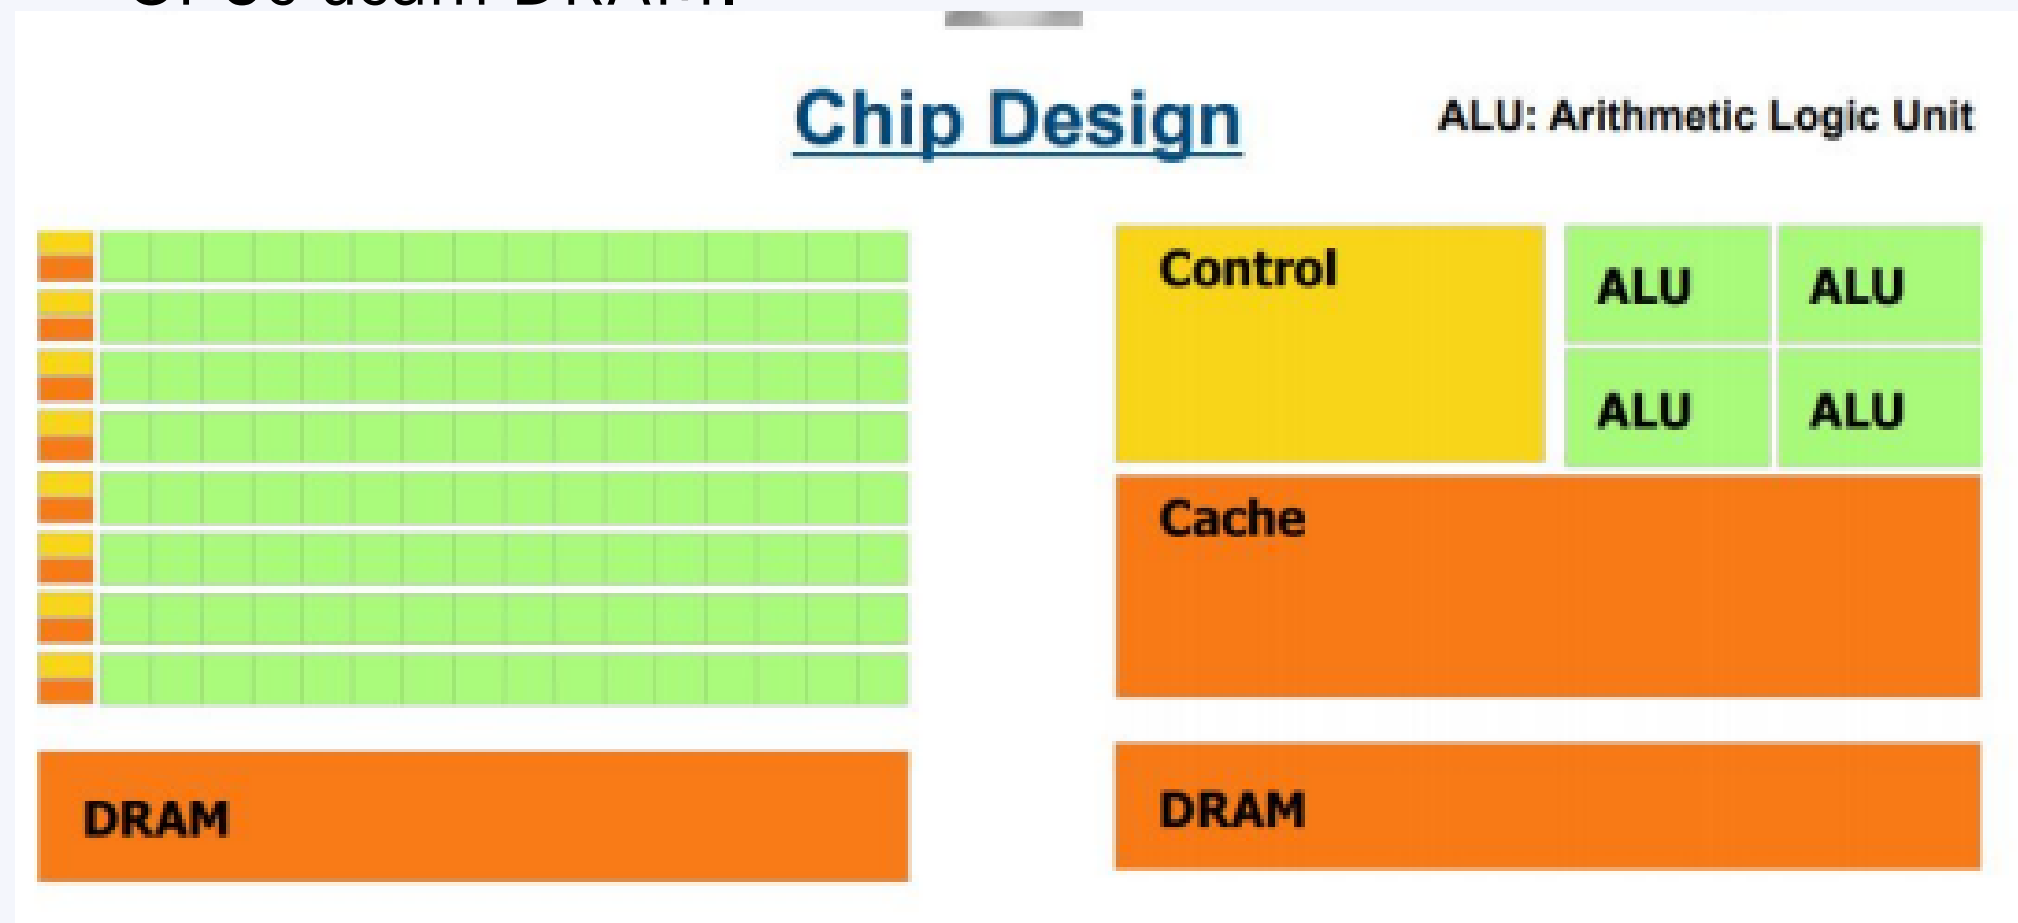 Chip Design
ALU: Arithmetic Logic Unit
Control
ALU
ALU
ALU
ALU
Cache
DRAM
DRAM